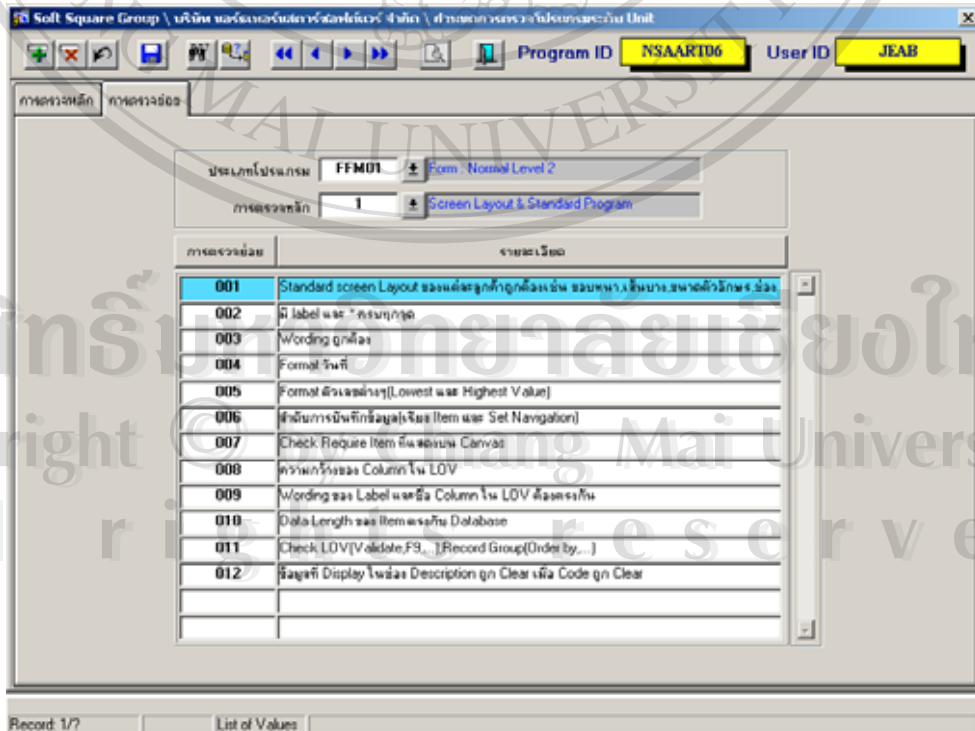 Soft Square Group \ บริษัท นอร์ธเทอร์นสตาร์ซอฟต์แวร์ จำกัด \ กำหนดการตรวจโปรแกรมระดับ Unit
Program ID NSAART06 User ID JEAB
การตรวจหลัก การตรวจย่อย
ประเภทโปรแกรม FFM01 Form : Normal Level 2
การตรวจหลัก 1 Screen Layout & Standard Program
การตรวจย่อย รายละเอียด
001 Standard screen Layout ของแต่ละลูกค้าถูกต้องเช่น ขอบหนา,เส้นบาง,ขนาดตัวอักษร,ช่อง
002 มี label และ * ครบทุกจุด
003 Wording ถูกต้อง
004 Format วันที่
005 Format ตัวเลขต่างๆ(Lowest และ Highest Value)
006 ลำดับการบันทึกข้อมูล(เรียง Item และ Set Navigation)
007 Check Require Item ที่แสดงบน Canvas
008 ความกว้างของ Column ใน LOV
009 Wording ของ Label และชื่อ Column ใน LOV ต้องตรงกัน
010 Data Length ของ Item ตรงกับ Database
011 Check LOV(Validate,F9,...),Record Group(Order by,...)
012 ข้อมูลที่ Display ในช่อง Description ถูก Clear เมื่อ Code ถูก Clear
Record: 1/? List of Values